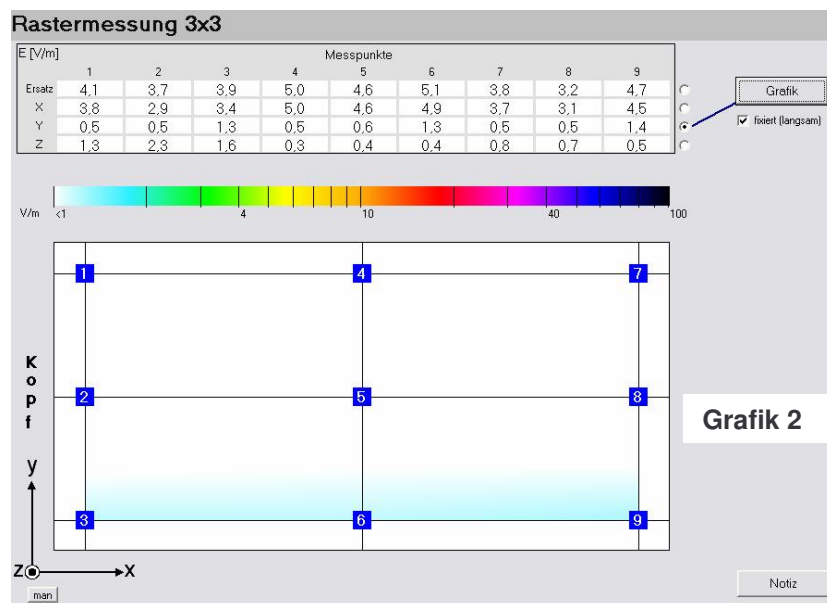 Rastermessung 3x3
E [V/m] Messpunkte
1 2 3 4 5 6 7 8 9
Ersatz 4,1 3,7 3,9 5,0 4,6 5,1 3,8 3,2 4,7
X 3,8 2,9 3,4 5,0 4,6 4,9 3,7 3,1 4,5
Y 0,5 0,5 1,3 0,5 0,6 1,3 0,5 0,5 1,4
Z 1,3 2,3 1,6 0,3 0,4 0,4 0,8 0,7 0,5
Grafik
fixiert (langsam)
V/m <1 4 10 40 100
1 4 7
2 5 8
3 6 9
Kopf
Grafik 2
y
Z X
man
Notiz